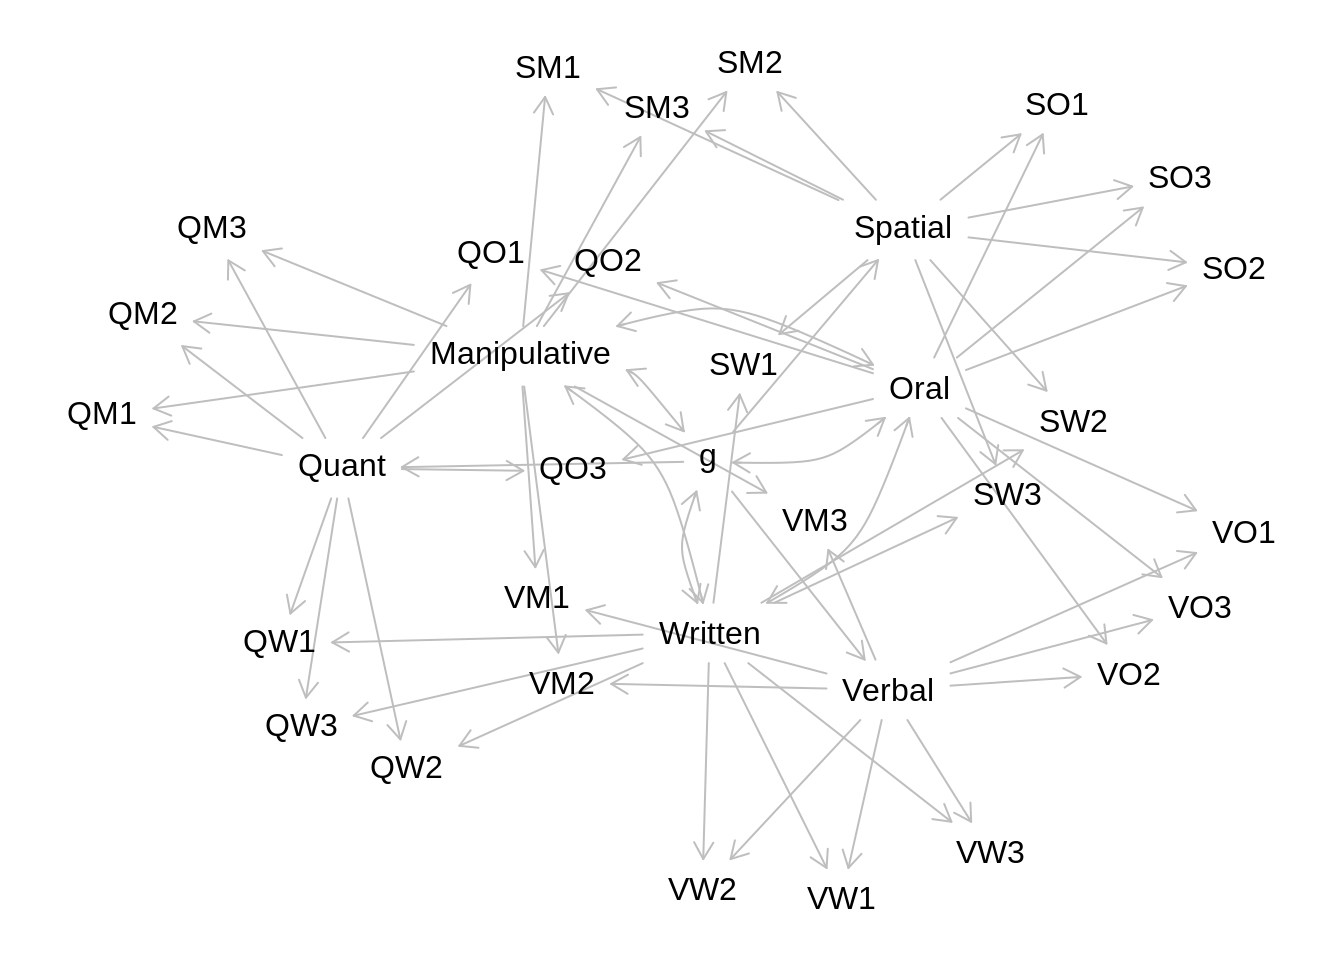 SM1
SM2
SM3
SO1
SO3
QM3
Spatial
QO1
QO2
SO2
QM2
Manipulative
SW1
Oral
QM1
SW2
g
Quant
QO3
SW3
VM3
VO1
VM1
VO3
Written
QW1
VO2
VM2
Verbal
QW3
QW2
VW3
VW2
VW1